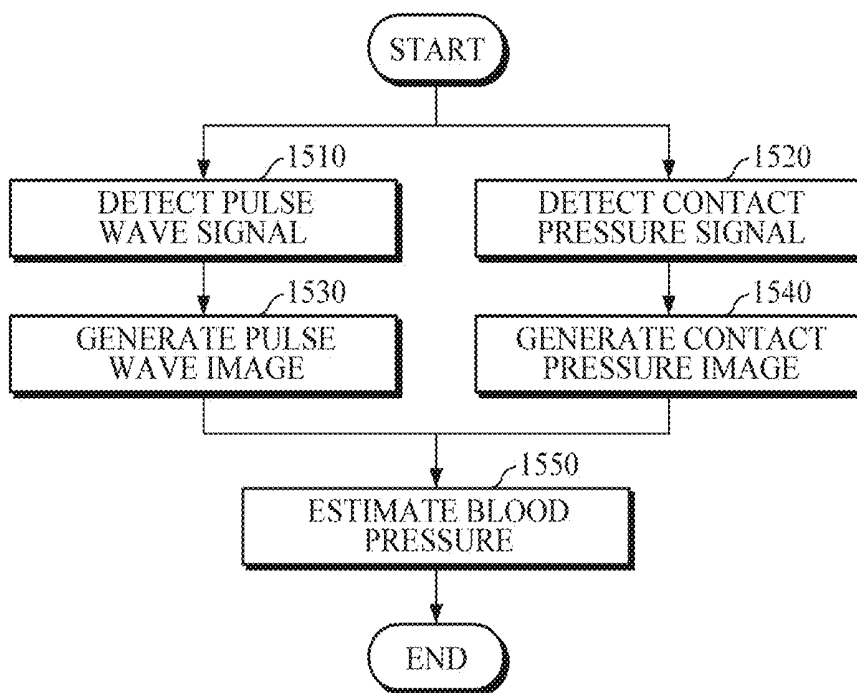 START
1510
1520
DETECT PULSE
WAVE SIGNAL
DETECT CONTACT
PRESSURE SIGNAL
1530
1540
GENERATE PULSE
WAVE IMAGE
GENERATE CONTACT
PRESSURE IMAGE
1550
ESTIMATE BLOOD
PRESSURE
END